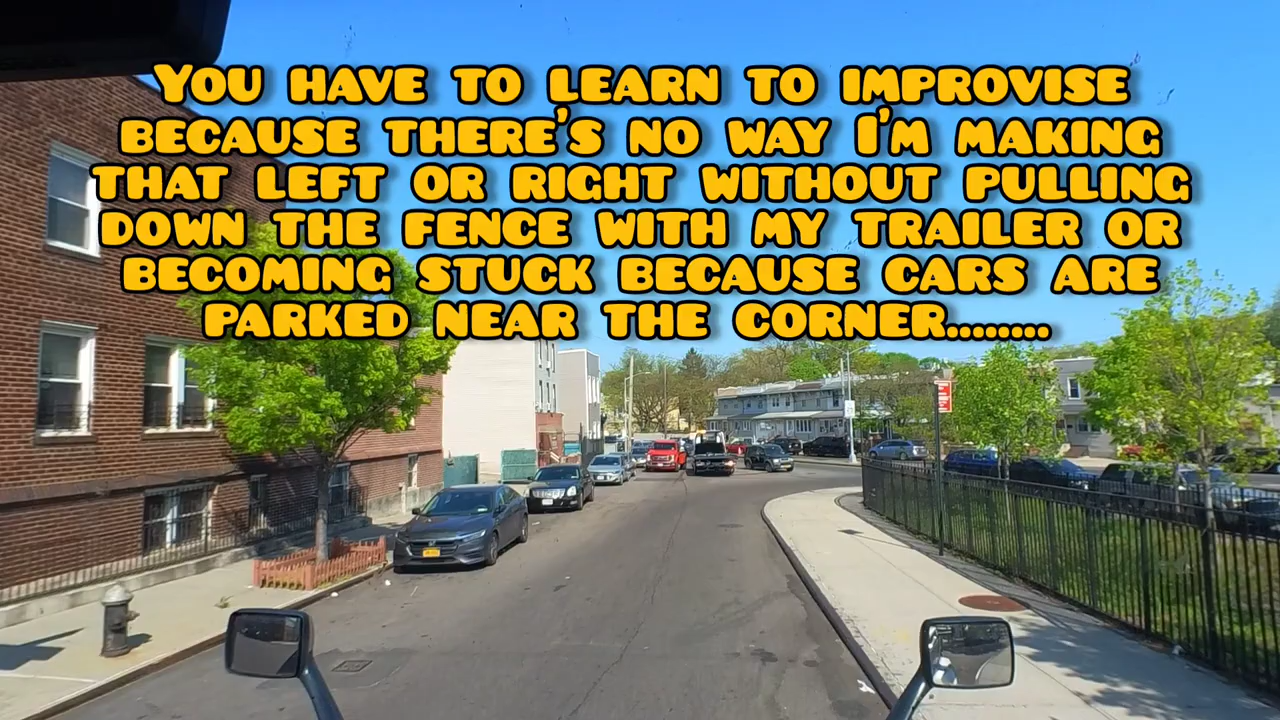 You have to learn to improvise
because there's no way I'm making
that left or right without pulling
down the fence with my trailer or
becoming stuck because cars are
parked near the corner........